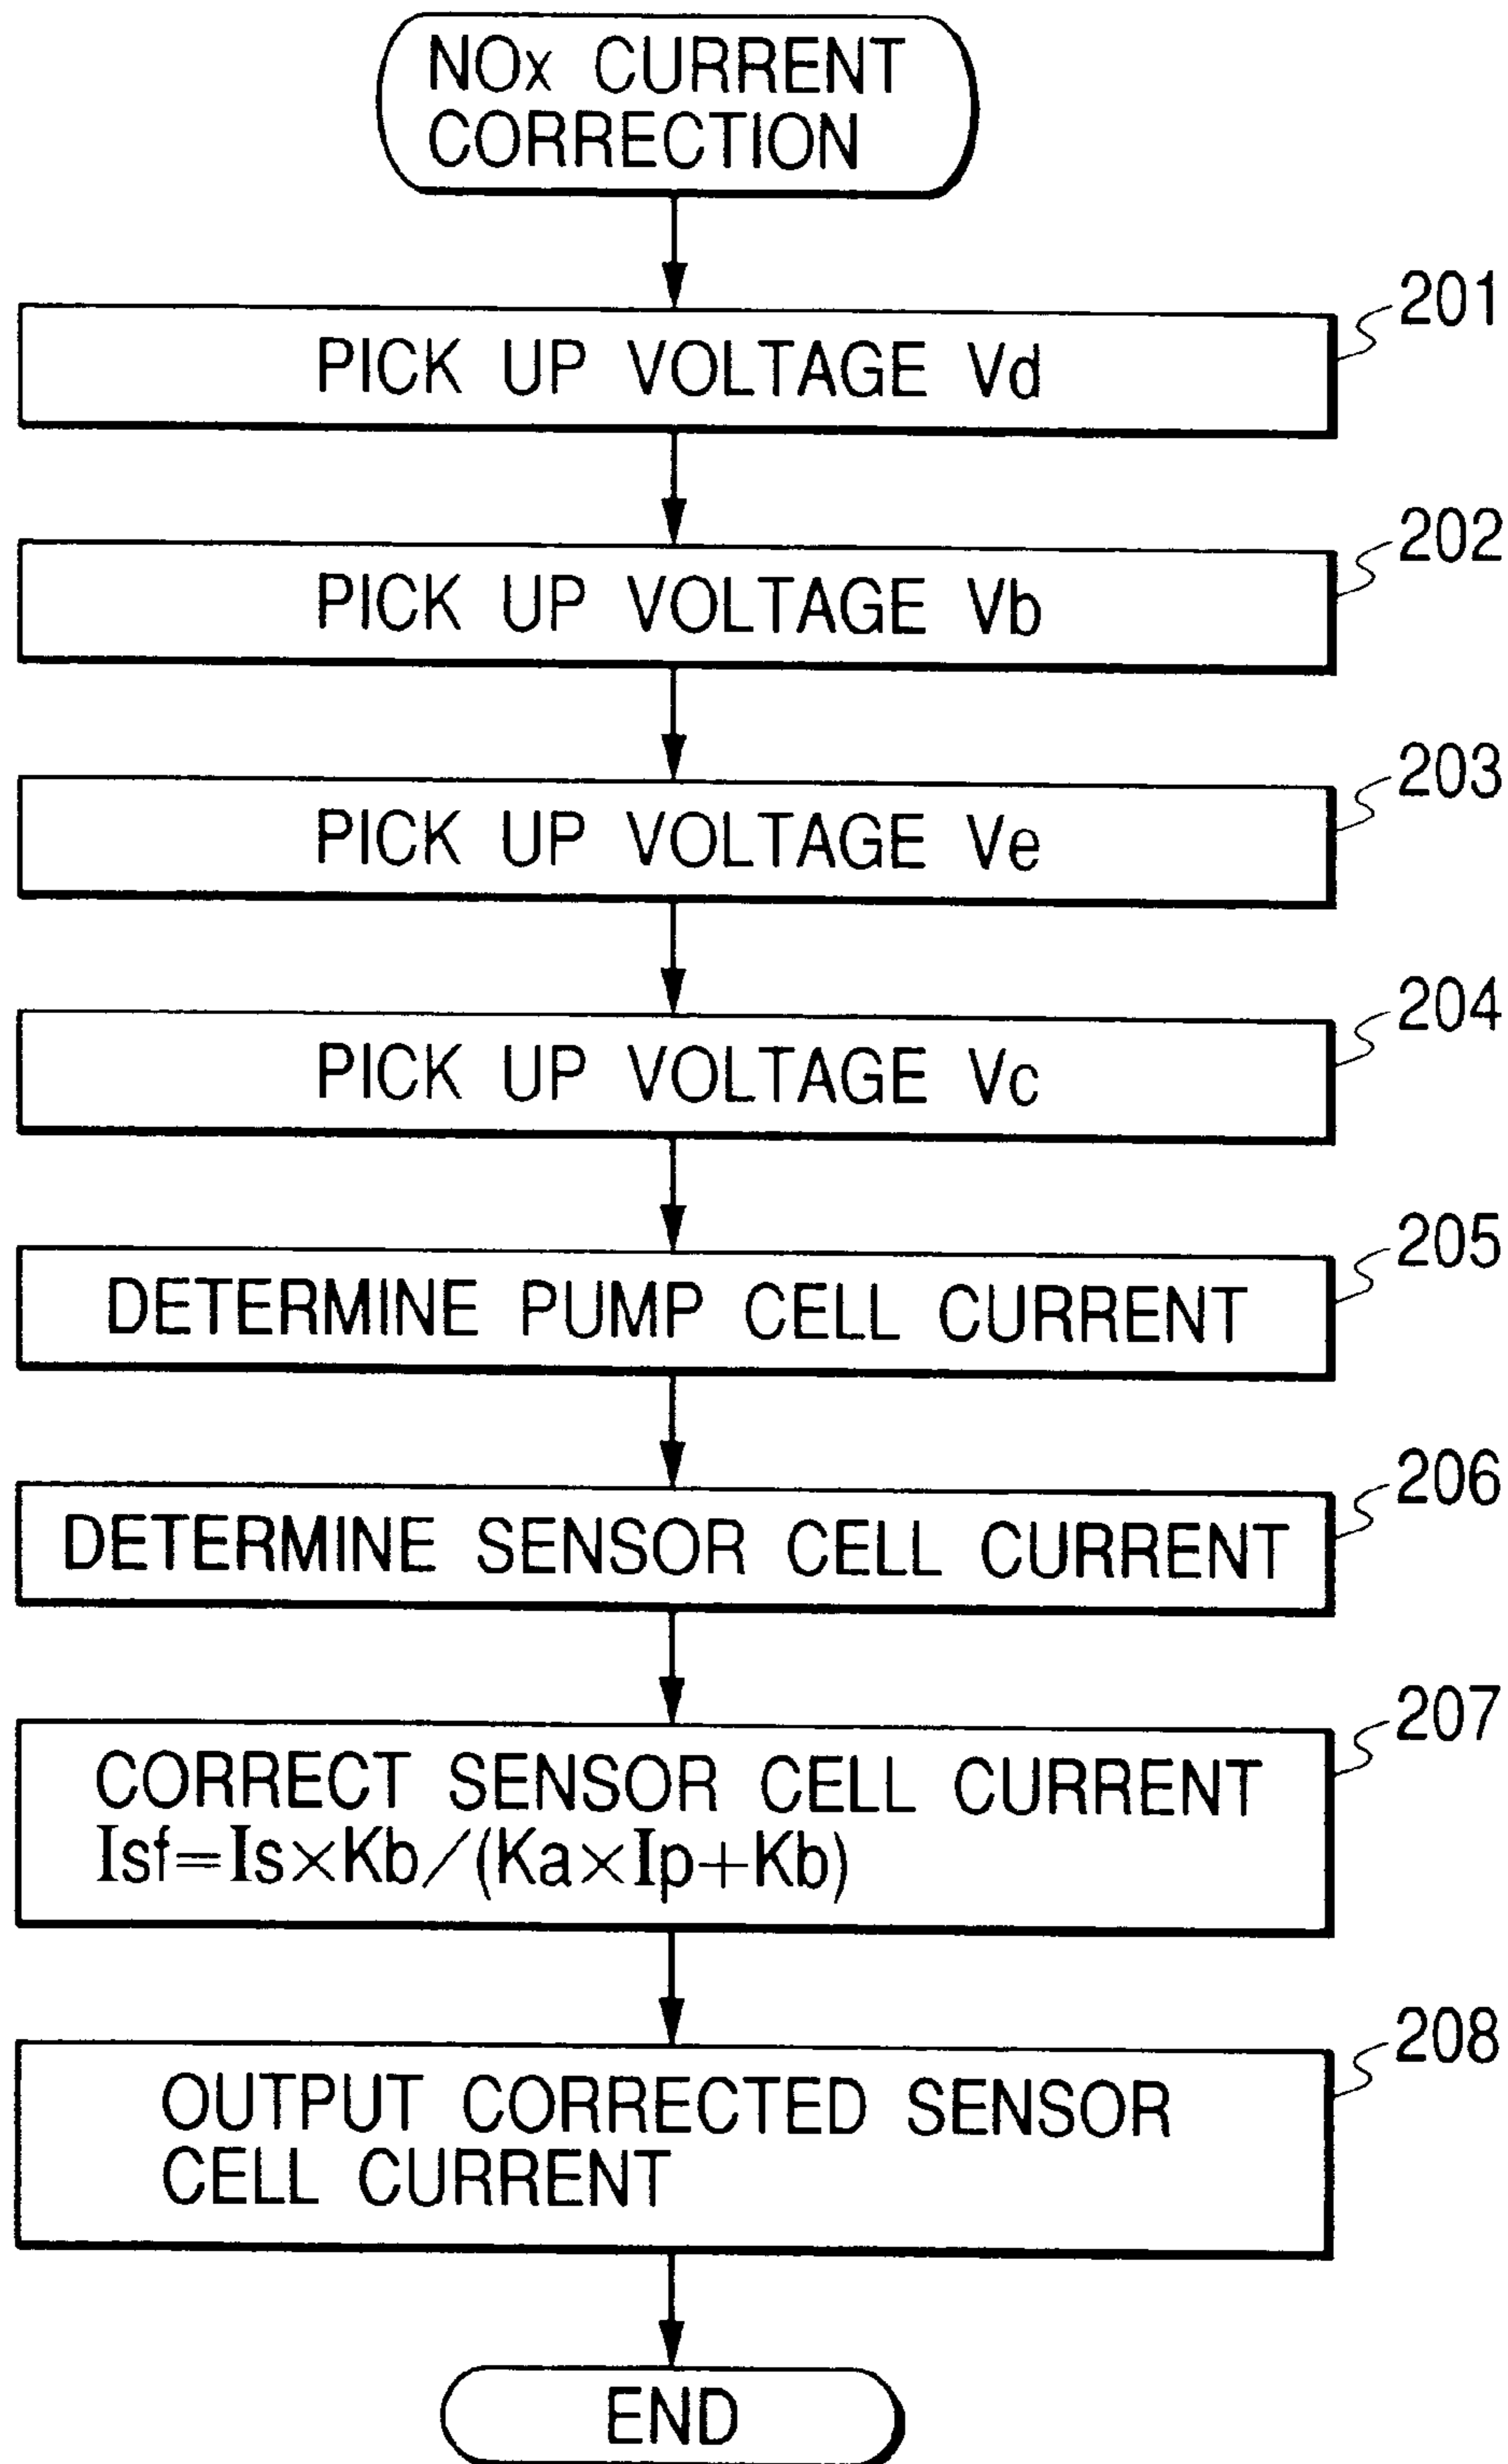 NOx CURRENT
CORRECTION
201
PICK UP VOLTAGE Vd
202
PICK UP VOLTAGE Vb
203
PICK UP VOLTAGE Ve
204
PICK UP VOLTAGE Vc
205
DETERMINE PUMP CELL CURRENT
206
DETERMINE SENSOR CELL CURRENT
207
CORRECT SENSOR CELL CURRENT
Isf=Is×Kb/(Ka×Ip+Kb)
208
OUTPUT CORRECTED SENSOR
CELL CURRENT
END